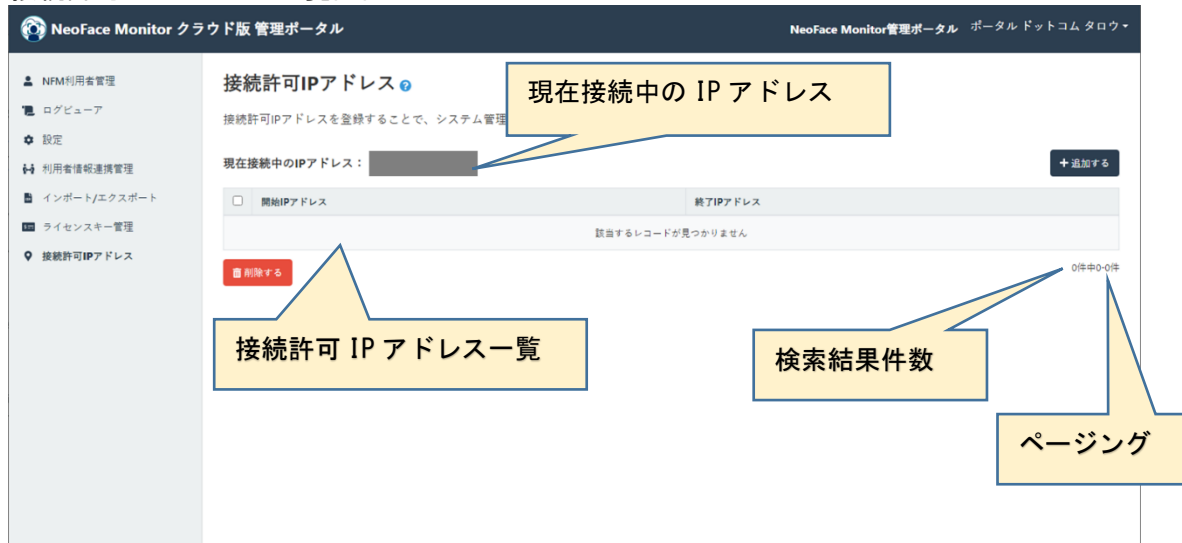 NeoFace Monitor クラウド版 管理ポータル
NeoFace Monitor管理ポータル ポータル ドットコム タロウ
NFM利用者管理
ログビューア
設定
利用者情報連携管理
インポート/エクスポート
ライセンスキー管理
接続許可IPアドレス
接続許可IPアドレス
現在接続中の IP アドレス
接続許可IPアドレスを登録することで、システム管理
現在接続中のIPアドレス：
追加する
開始IPアドレス 終了IPアドレス
該当するレコードが見つかりません
削除する
0件中0-0件
接続許可 IP アドレス一覧
検索結果件数
ページング